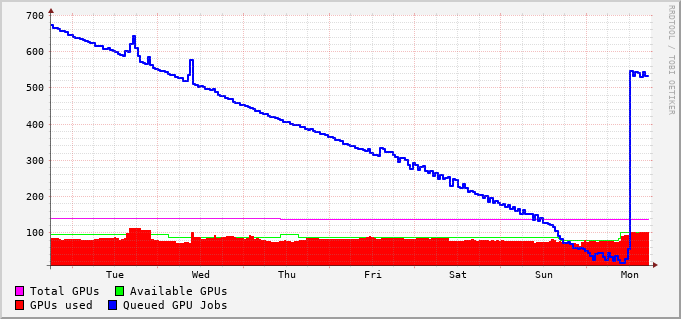 700
600
500
400
300
200
100
Tue Wed Thu Fri Sat Sun Mon
Total GPUs Available GPUs
GPUs used Queued GPU Jobs
RRDTOOL / TOBI OETIKER